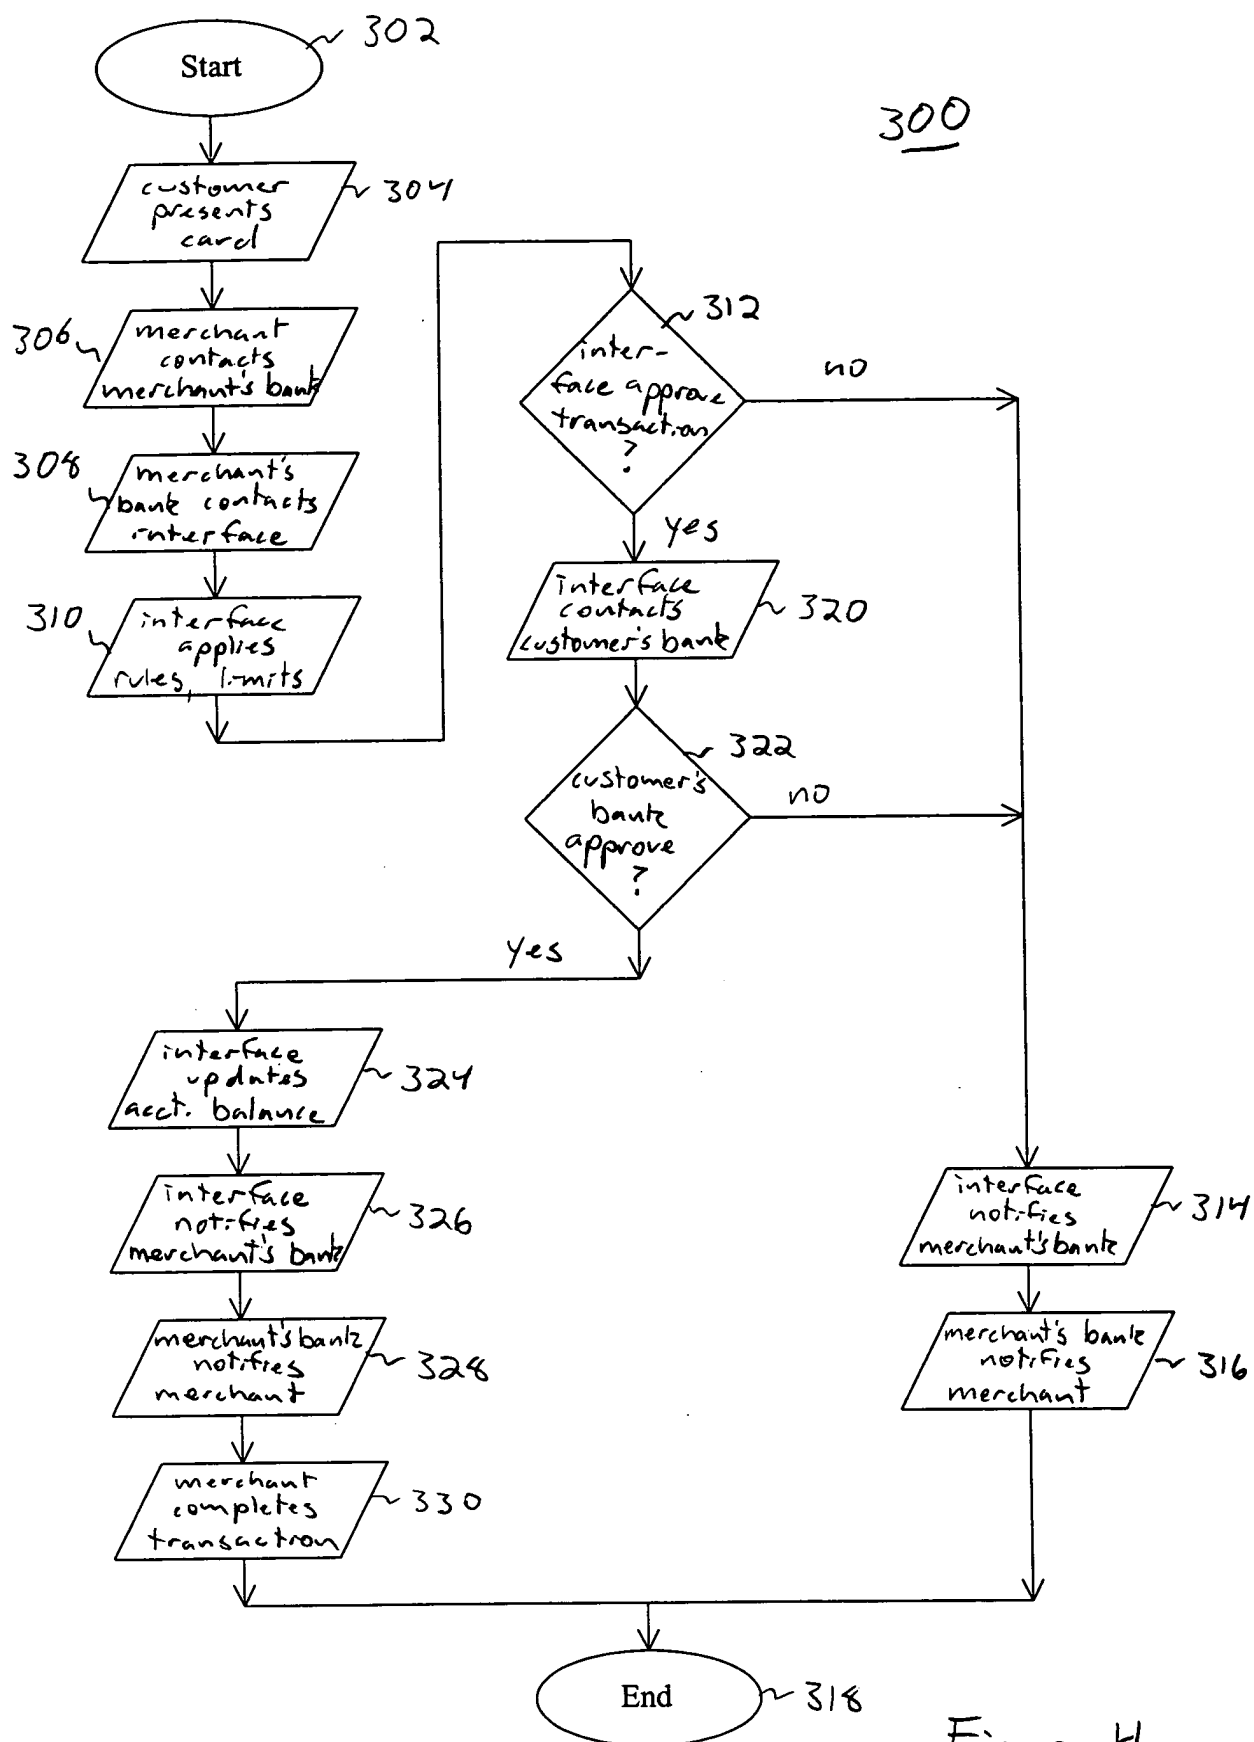 302
Start
300
customer
presents
card
304
306
merchant
contacts
merchant's bank
308
merchant's
bank contacts
interface
310
interface
applies
rules, limits
312
inter-
face approve
transaction
?
no
yes
interface
contacts
customer's bank
320
322
customer's
bank
approve
?
no
yes
interface
updates
acct. balance
324
interface
notifies
merchant's bank
326
merchant's bank
notifies
merchant
328
merchant
completes
transaction
330
interface
notifies
merchant's bank
314
merchant's bank
notifies
merchant
316
End
318